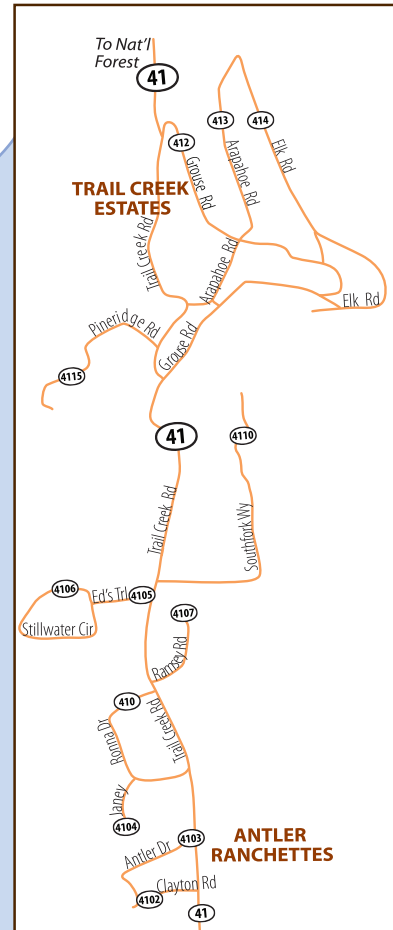 To Nat'l
Forest
41
413
414
412
Grouse Rd
Arapahoe Rd
Elk Rd
TRAIL CREEK
ESTATES
Trail Creek Rd
Arapahoe Rd
Elk Rd
Pineridge Rd
Grouse Rd
4115
41
4110
Trail Creek Rd
Southfork Wy
4106
Ed's Trl
4105
4107
Stillwater Cir
Ramsey Rd
410
Ronna Dr
Trail Creek Rd
Janey
4104
4103
ANTLER
RANCHETTES
Antler Dr
Clayton Rd
4102
41